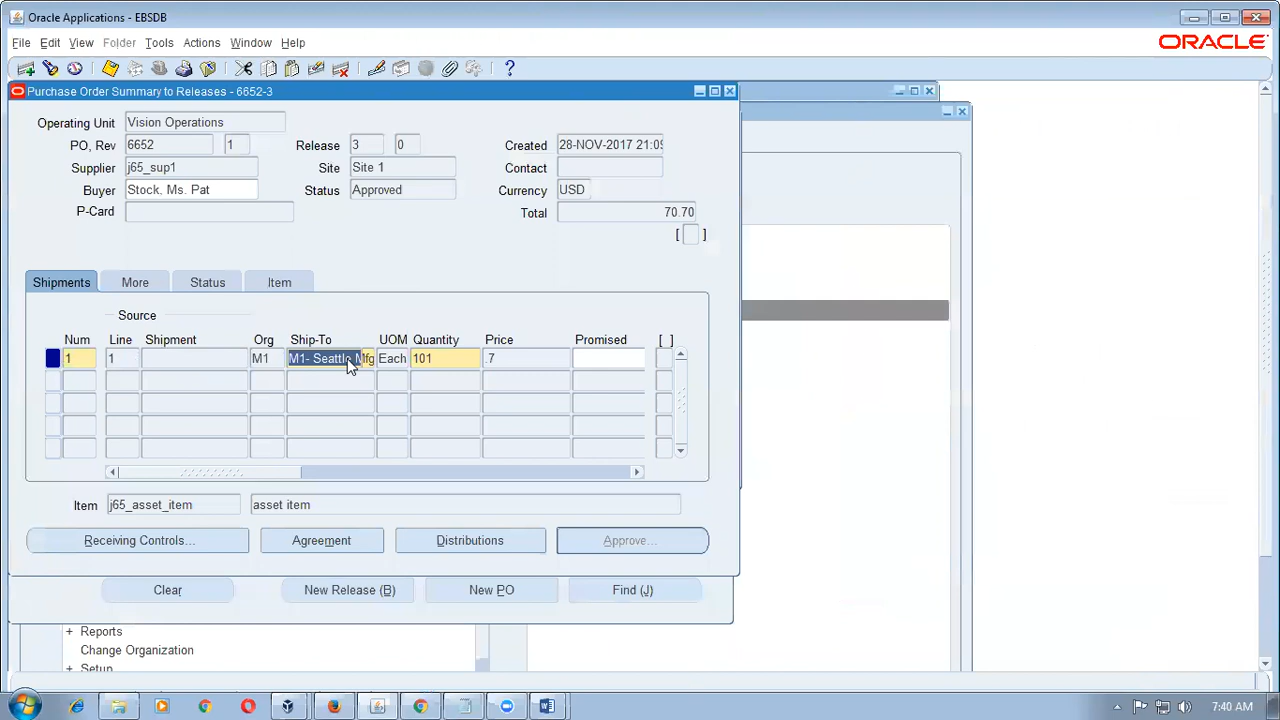 Oracle Applications - EBSDB
File Edit View Folder Tools Actions Window Help
ORACLE
Purchase Order Summary to Releases - 6652-3
Operating Unit Vision Operations
PO, Rev 6652 1 Release 3 0 Created 28-NOV-2017 21:09
Supplier j65_sup1 Site Site 1 Contact
Buyer Stock, Ms. Pat Status Approved Currency USD
P-Card Total 70.70
[ ]
Shipments More Status Item
Source
Num Line Shipment Org Ship-To UOM Quantity Price Promised [ ]
1 1 M1 M1- Seattle Mfg Each 101 .7
Item j65_asset_item asset item
Receiving Controls... Agreement Distributions Approve...
Clear New Release (B) New PO Find (J)
+ Reports
Change Organization
+ Setup
7:40 AM